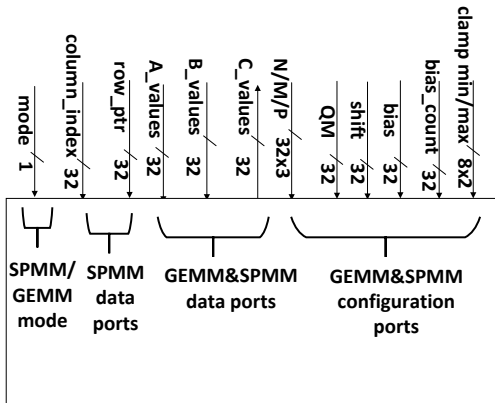 mode
1
column_index
32
row_ptr
32
A_values
32
B_values
32
C_values
32
N/M/P
32x3
QM
32
shift
32
bias
32
bias_count
32
clamp min/max
8x2
SPMM/
GEMM
mode
SPMM
data
ports
GEMM&SPMM
data ports
GEMM&SPMM
configuration
ports